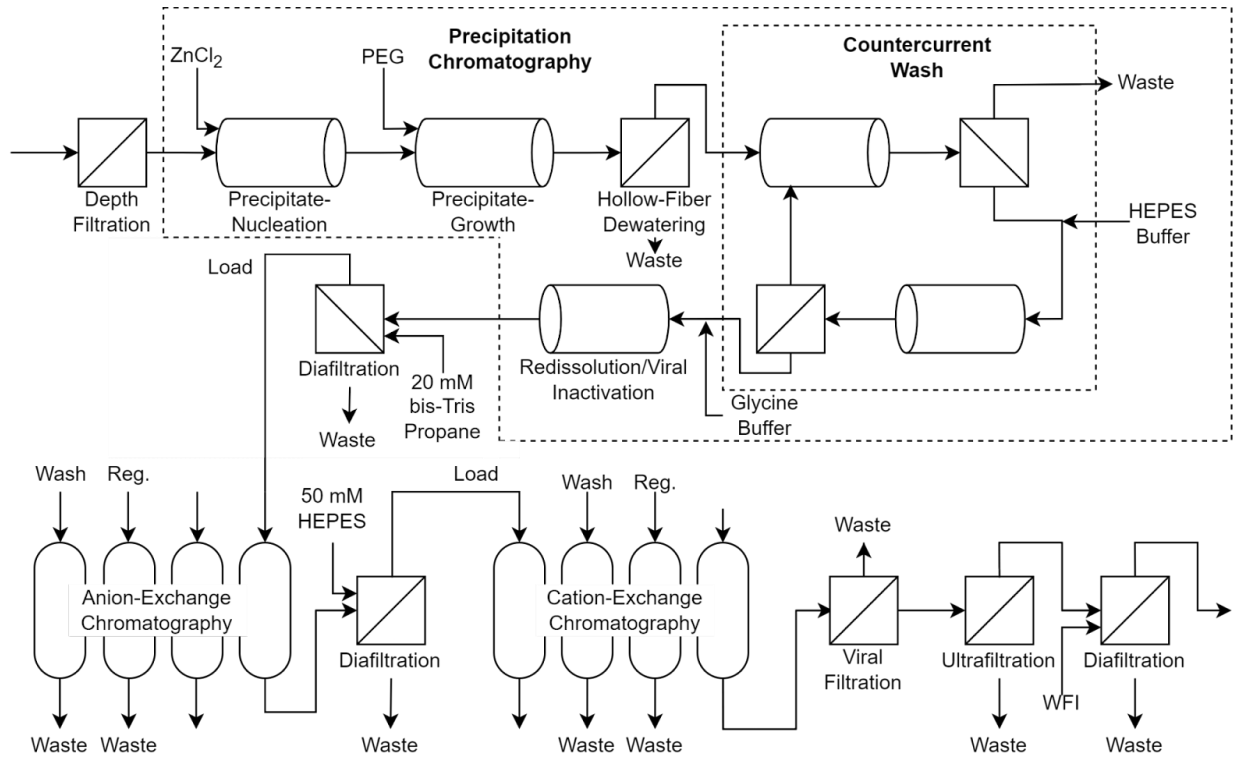 Precipitation
Chromatography
Countercurrent
Wash
ZnCl₂
PEG
Waste
Depth
Filtration
Precipitate-
Nucleation
Precipitate-
Growth
Hollow-Fiber
Dewatering
Waste
HEPES
Buffer
Load
Diafiltration
Waste
20 mM
bis-Tris
Propane
Redissolution/Viral
Inactivation
Glycine
Buffer
Wash
Reg.
50 mM
HEPES
Load
Wash
Reg.
Waste
Anion-Exchange
Chromatography
Diafiltration
Cation-Exchange
Chromatography
Viral
Filtration
Ultrafiltration
Diafiltration
WFI
Waste
Waste
Waste
Waste
Waste
Waste
Waste